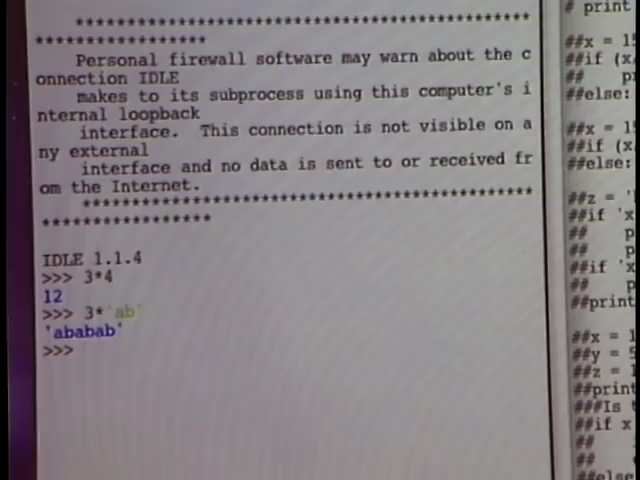 ***********************************************
*****************
Personal firewall software may warn about the c
onnection IDLE
makes to its subprocess using this computer's i
nternal loopback
interface.  This connection is not visible on a
ny external
interface and no data is sent to or received fr
om the Internet.
***********************************************
*****************
IDLE 1.1.4
>>> 3*4
12
>>> 3*'ab'
'ababab'
>>>
# print
##x = 1
##if (x
##
##else:
##x = 1
##if (x
##else:
##z = '
##if 'x
## p
## p
##if 'x
## p
##print
##x = 1
##y = 
##z = 1
##print
###Is
##if x
##
##
##else